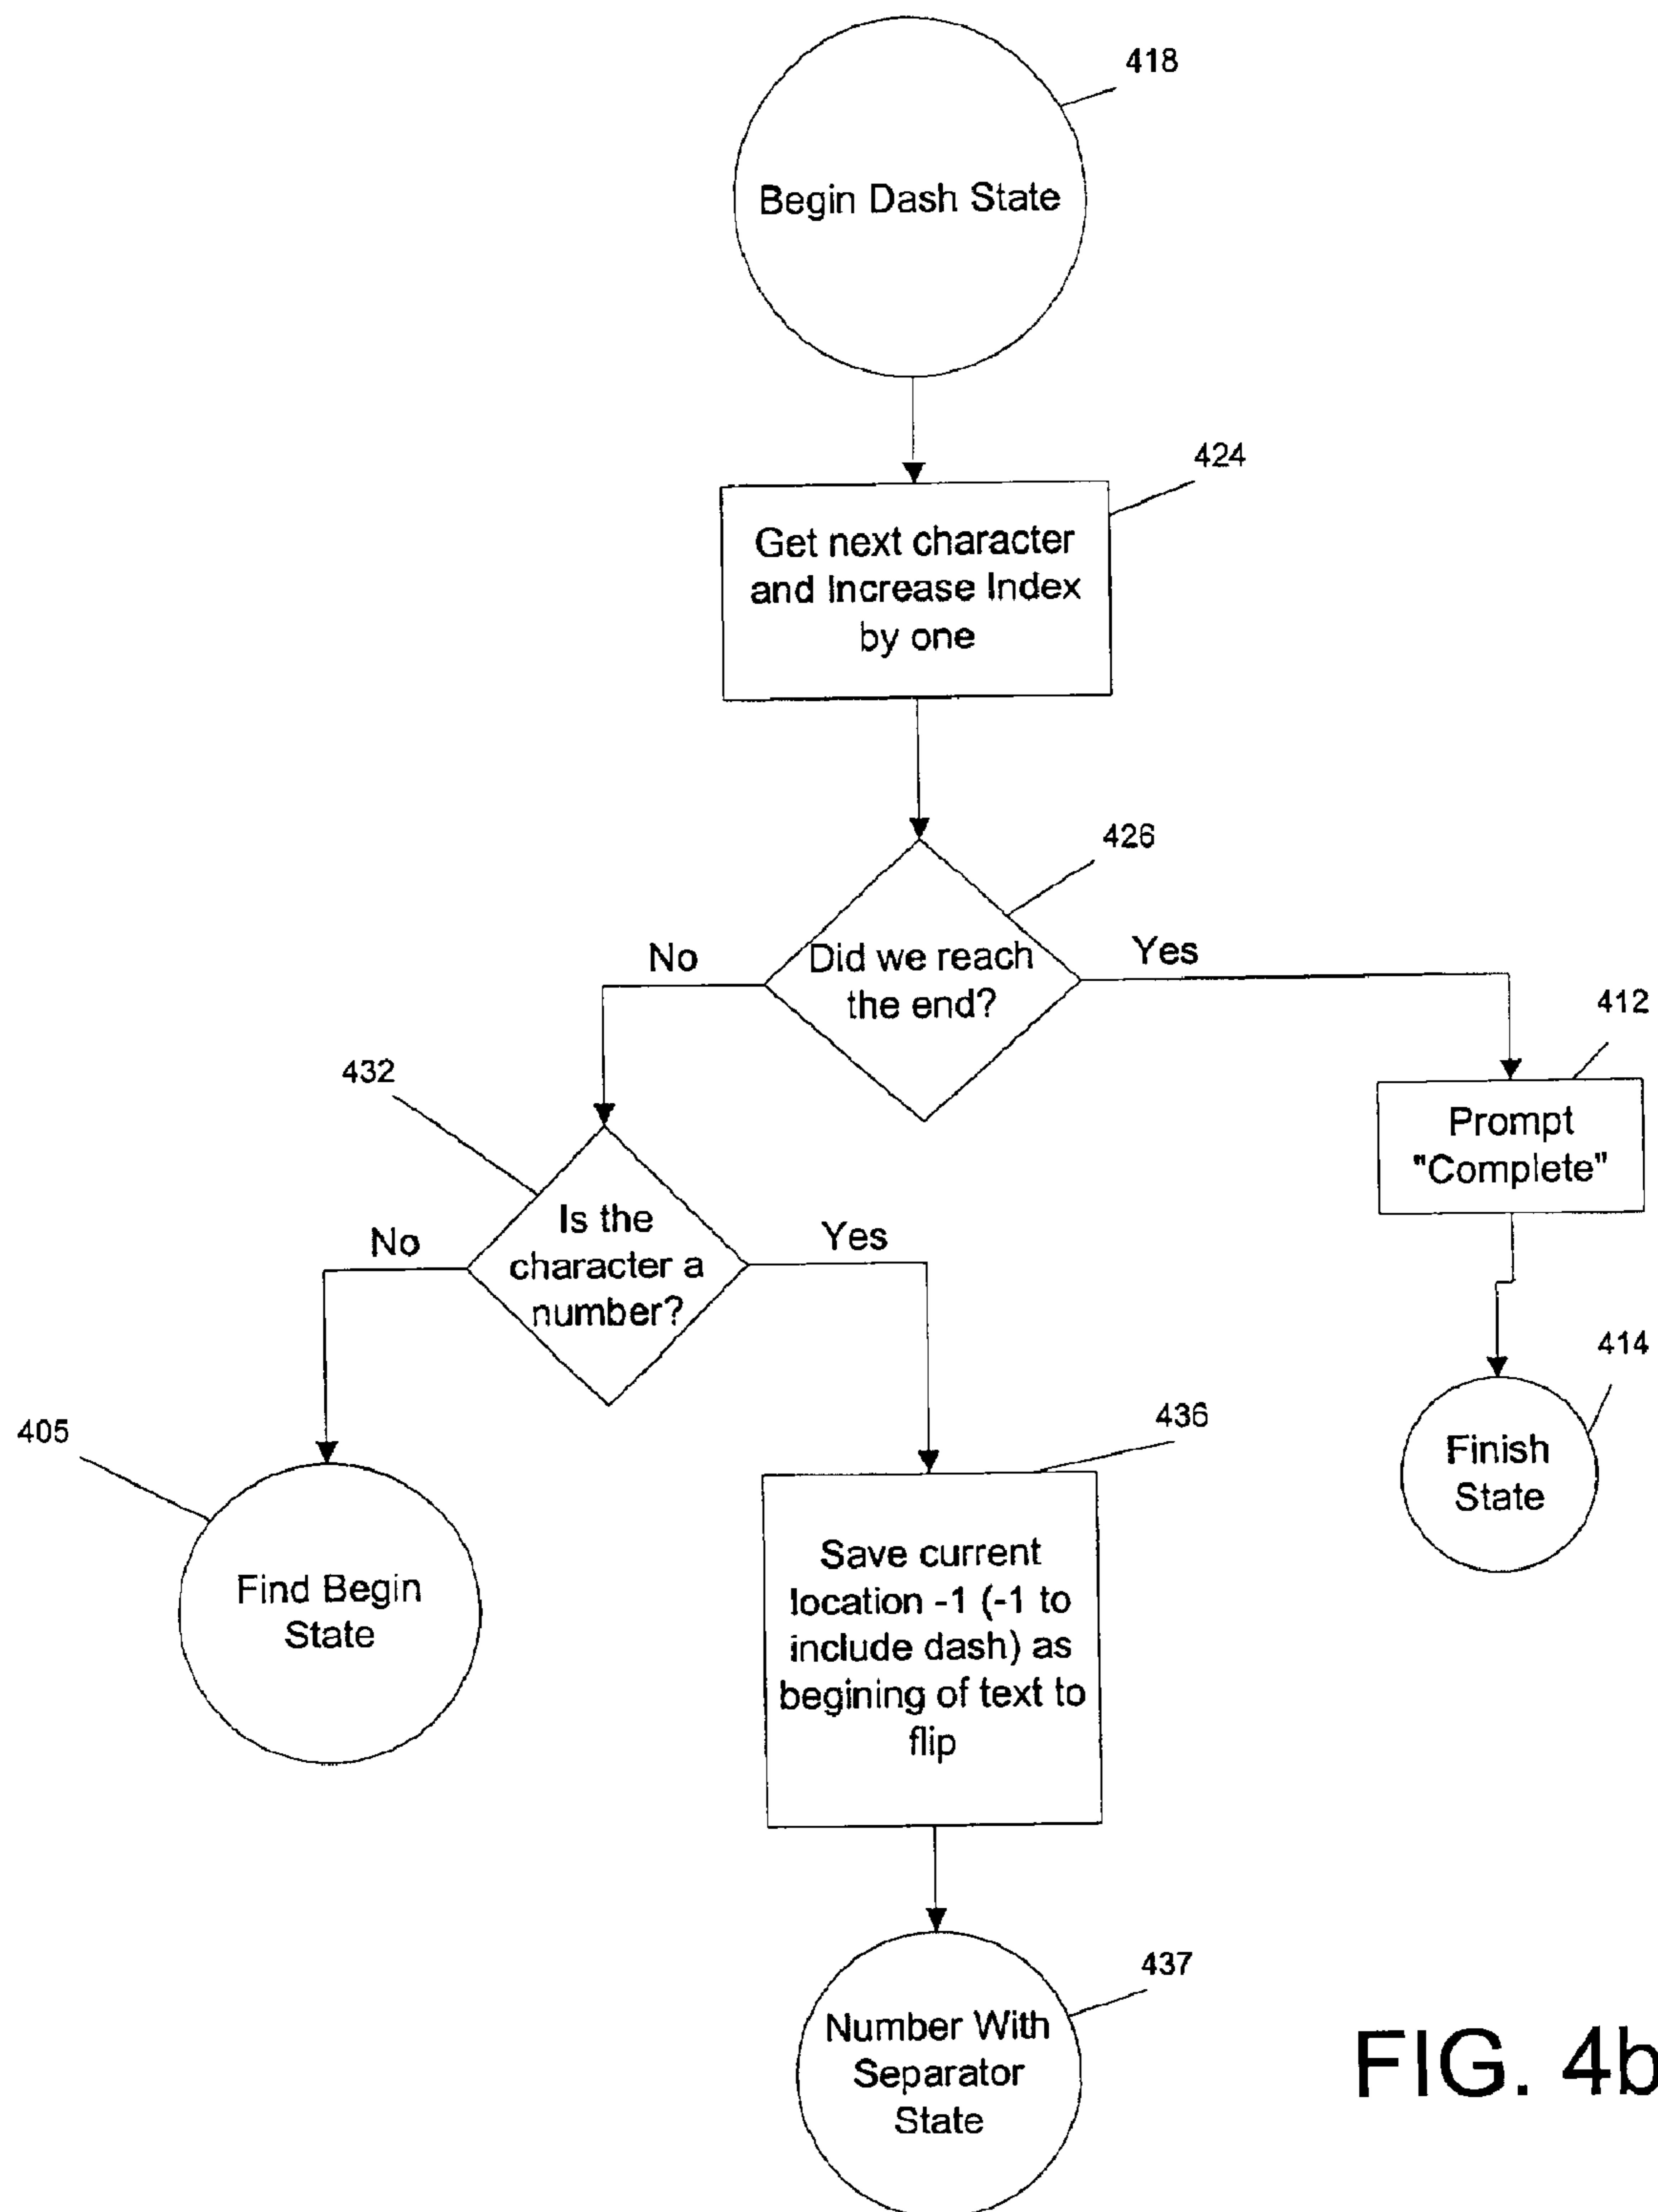 418
Begin Dash State
424
Get next character
and Increase Index
by one
426
Did we reach
the end?
No
Yes
412
Prompt
"Complete"
432
Is the
character a
number?
No
Yes
414
Finish
State
405
Find Begin
State
436
Save current
location -1 (-1 to
include dash) as
begining of text to
flip
437
Number With
Separator
State
FIG. 4b